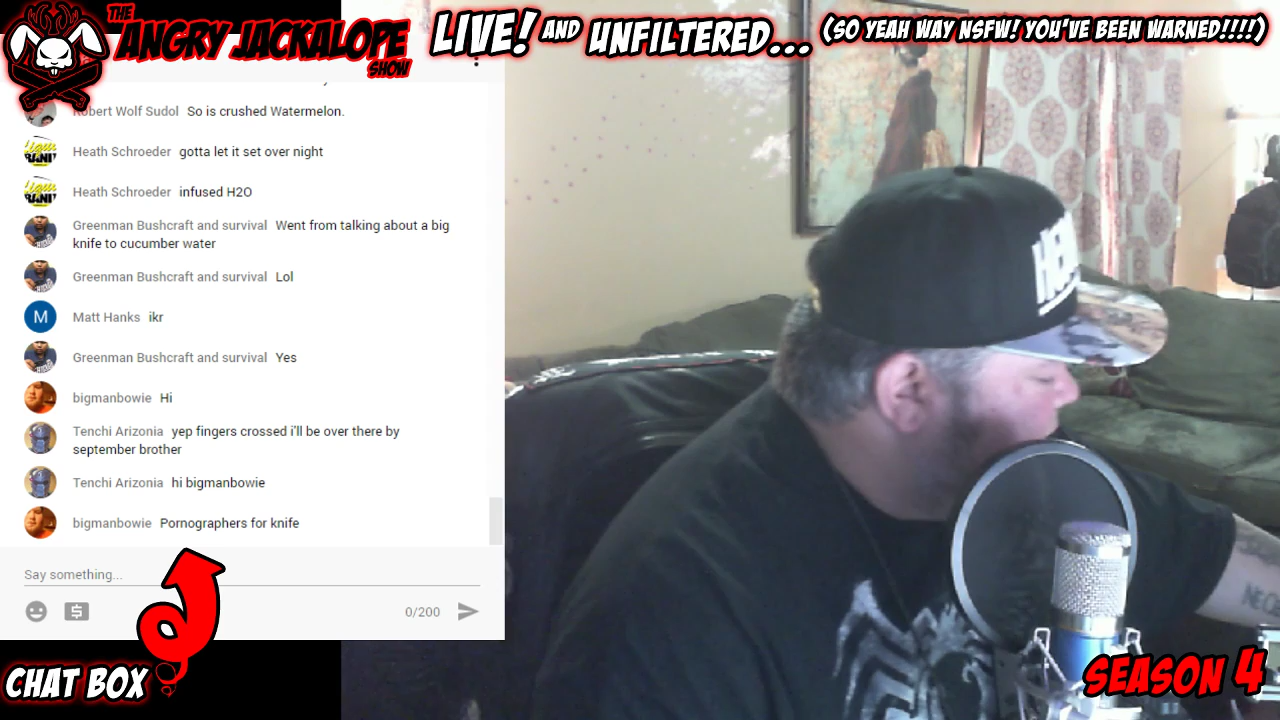 THE
ANGRY JACKALOPE
SHOW
LIVE! AND UNFILTERED...
(SO YEAH WAY NSFW! YOU'VE BEEN WARNED!!!!)
Robert Wolf Sudol So is crushed Watermelon.
Heath Schroeder gotta let it set over night
Heath Schroeder infused H2O
Greenman Bushcraft and survival Went from talking about a big
knife to cucumber water
Greenman Bushcraft and survival Lol
M
Matt Hanks ikr
Greenman Bushcraft and survival Yes
bigmanbowie Hi
Tenchi Arizonia yep fingers crossed i'll be over there by
september brother
Tenchi Arizonia hi bigmanbowie
bigmanbowie Pornographers for knife
Say something...
0/200
CHAT BOX
SEASON 4